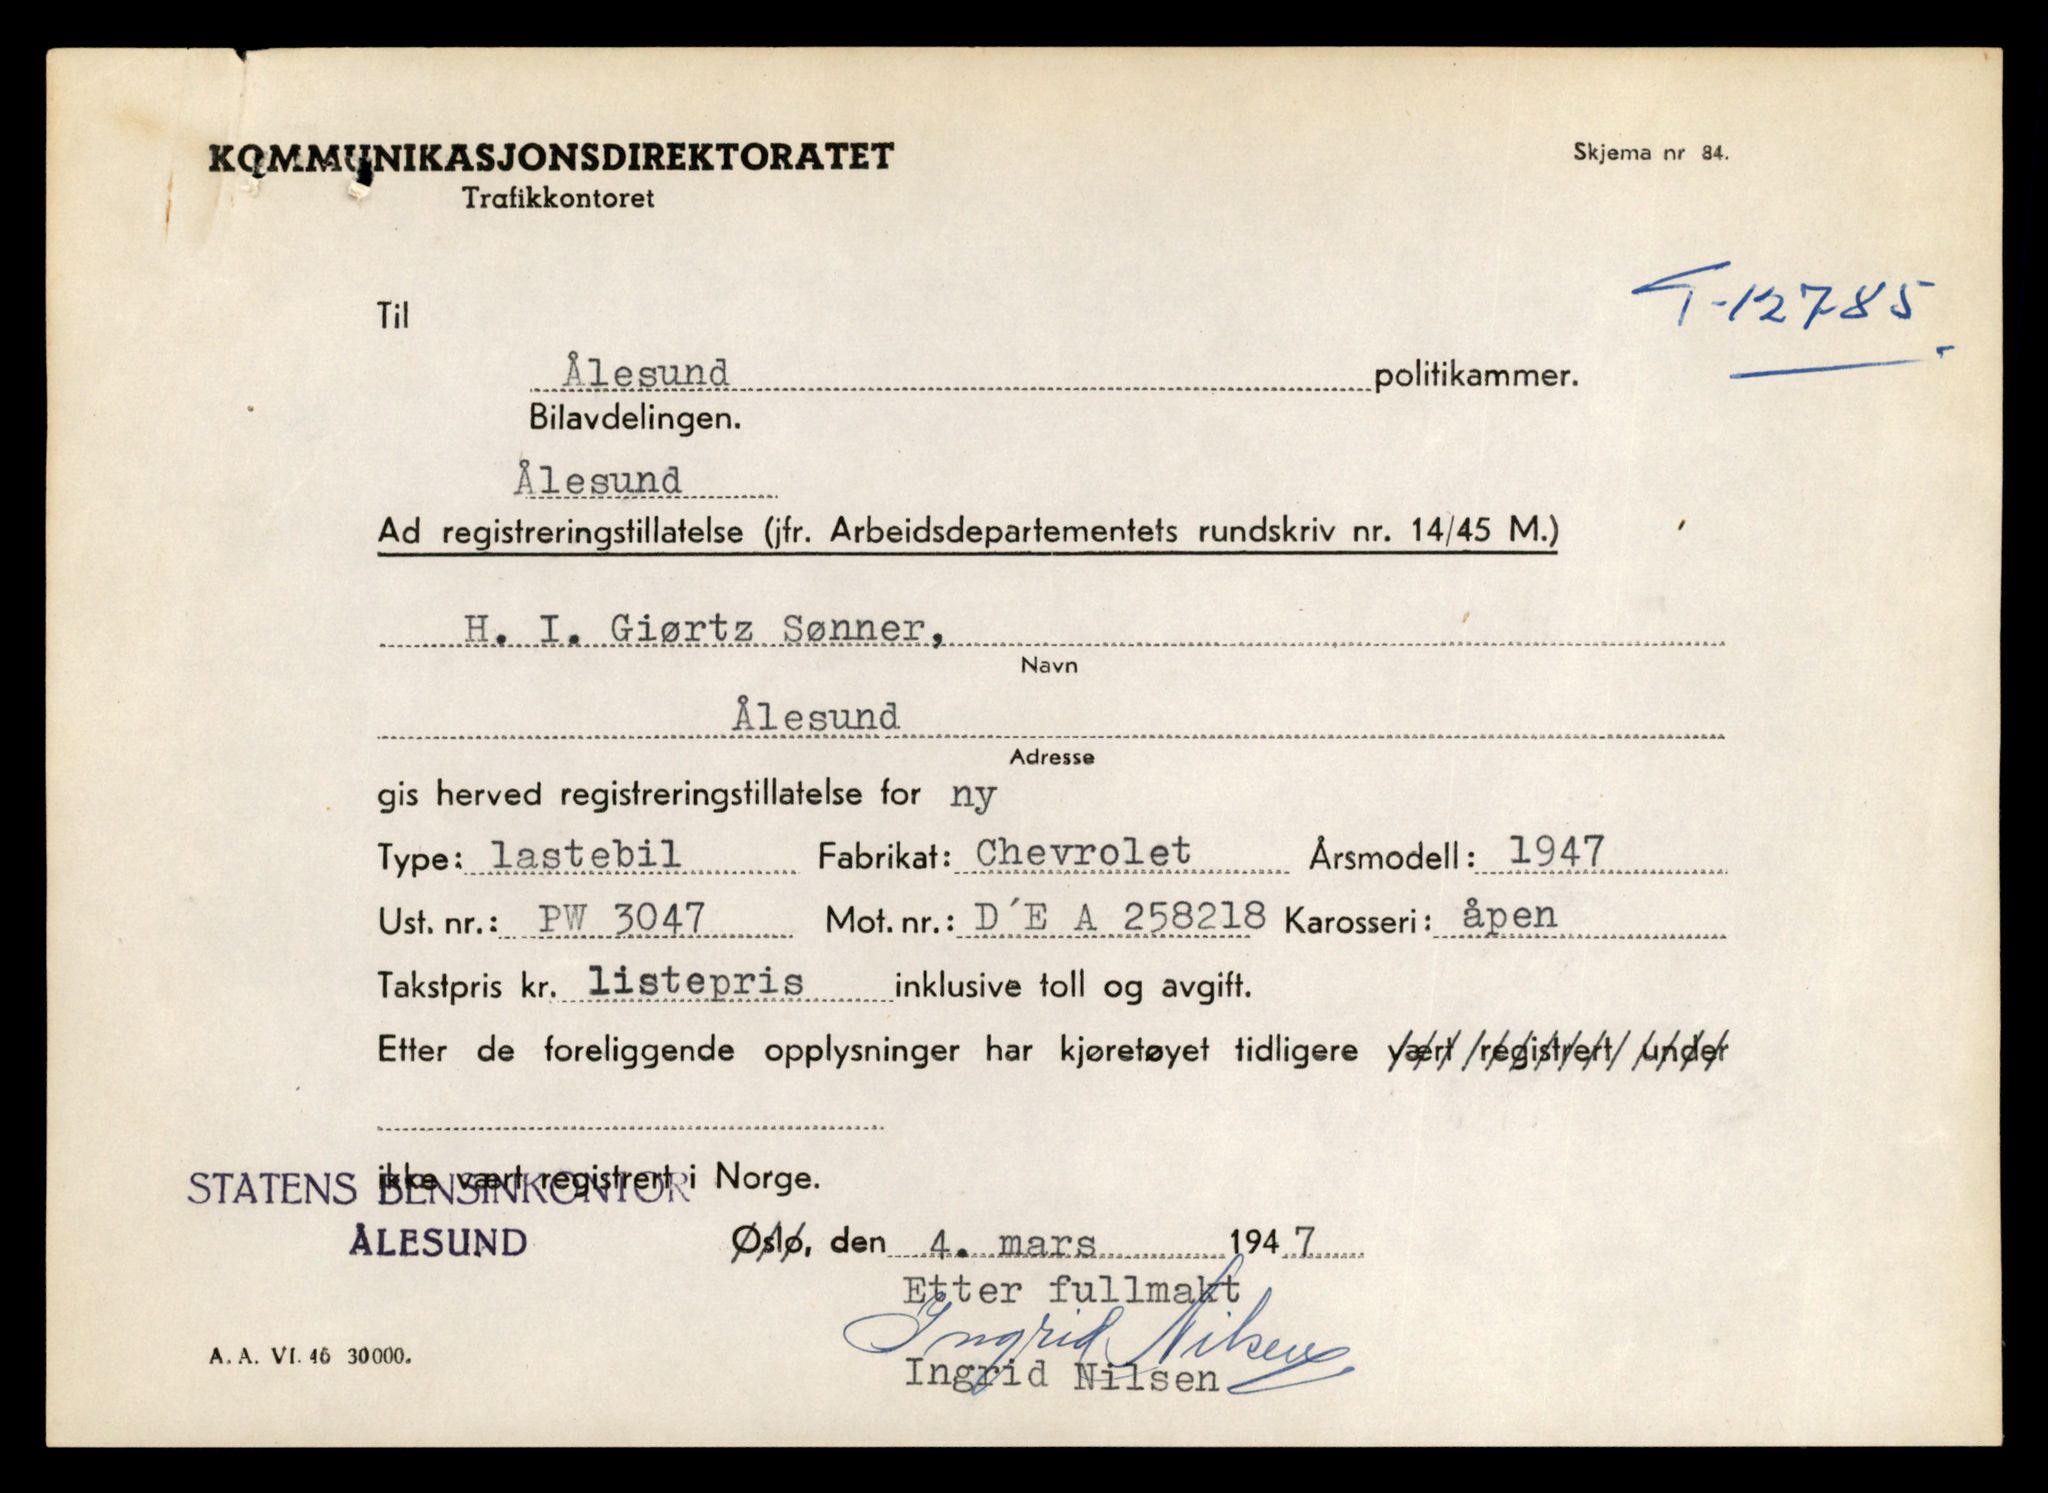 KOMMUNIKASJONSDIREKTORATET
Skjema nr 84.
Trafikkontoret
T-12785
Til
Ålesund politikammer.
Bilavdelingen.
Ålesund
Ad registreringstillatelse (jfr. Arbeidsdepartementets rundskriv nr. 14/45 M.)
H. I. Giørtz Sønner,
Navn
Ålesund
Adresse
gis herved registreringstillatelse for ny
Type: lastebil Fabrikat: Chevrolet Årsmodell: 1947
Ust. nr.: PW 3047 Mot. nr.: D´E A 258218 Karosseri: åpen
Takstpris kr. listepris inklusive toll og avgift.
Etter de foreliggende opplysninger har kjøretøyet tidligere vært registrert under
ikke vært registrert i Norge.
STATENS BENSINKONTOR
ÅLESUND
Oslo, den 4. mars 1947
Etter fullmakt
Ingrid Nilsen
Ingrid Nilsen
A. A. VI. 46 30000.